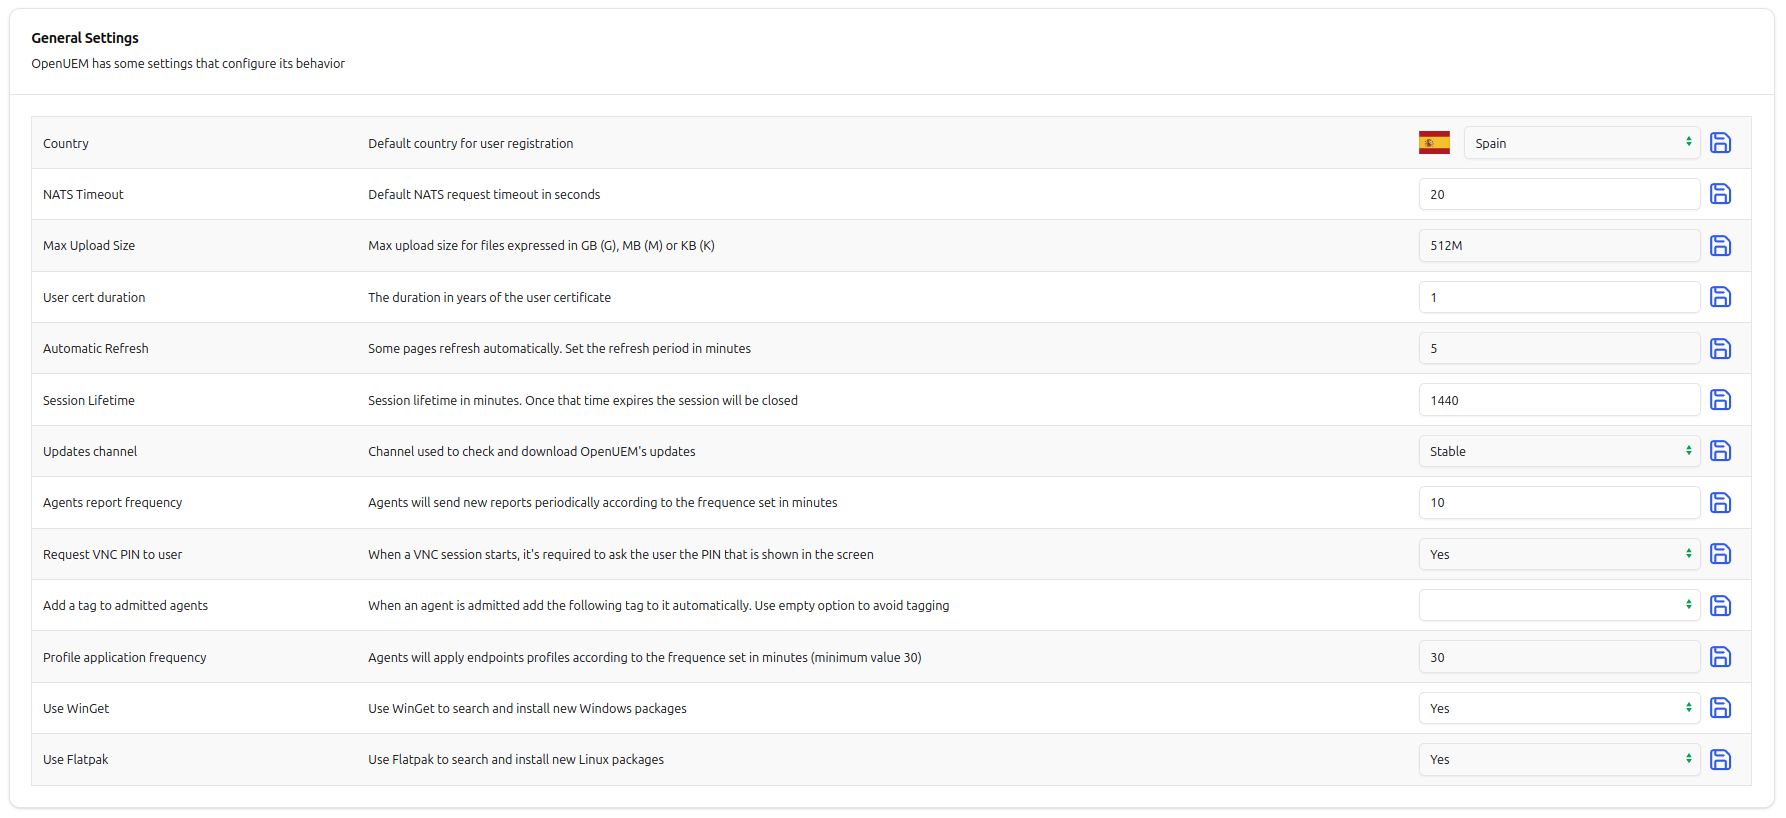 General Settings
OpenUEM has some settings that configure its behavior
Country Default country for user registration Spain
NATS Timeout Default NATS request timeout in seconds 20
Max Upload Size Max upload size for files expressed in GB (G), MB (M) or KB (K) 512M
User cert duration The duration in years of the user certificate 1
Automatic Refresh Some pages refresh automatically. Set the refresh period in minutes 5
Session Lifetime Session lifetime in minutes. Once that time expires the session will be closed 1440
Updates channel Channel used to check and download OpenUEM's updates Stable
Agents report frequency Agents will send new reports periodically according to the frequence set in minutes 10
Request VNC PIN to user When a VNC session starts, it's required to ask the user the PIN that is shown in the screen Yes
Add a tag to admitted agents When an agent is admitted add the following tag to it automatically. Use empty option to avoid tagging
Profile application frequency Agents will apply endpoints profiles according to the frequence set in minutes (minimum value 30) 30
Use WinGet Use WinGet to search and install new Windows packages Yes
Use Flatpak Use Flatpak to search and install new Linux packages Yes